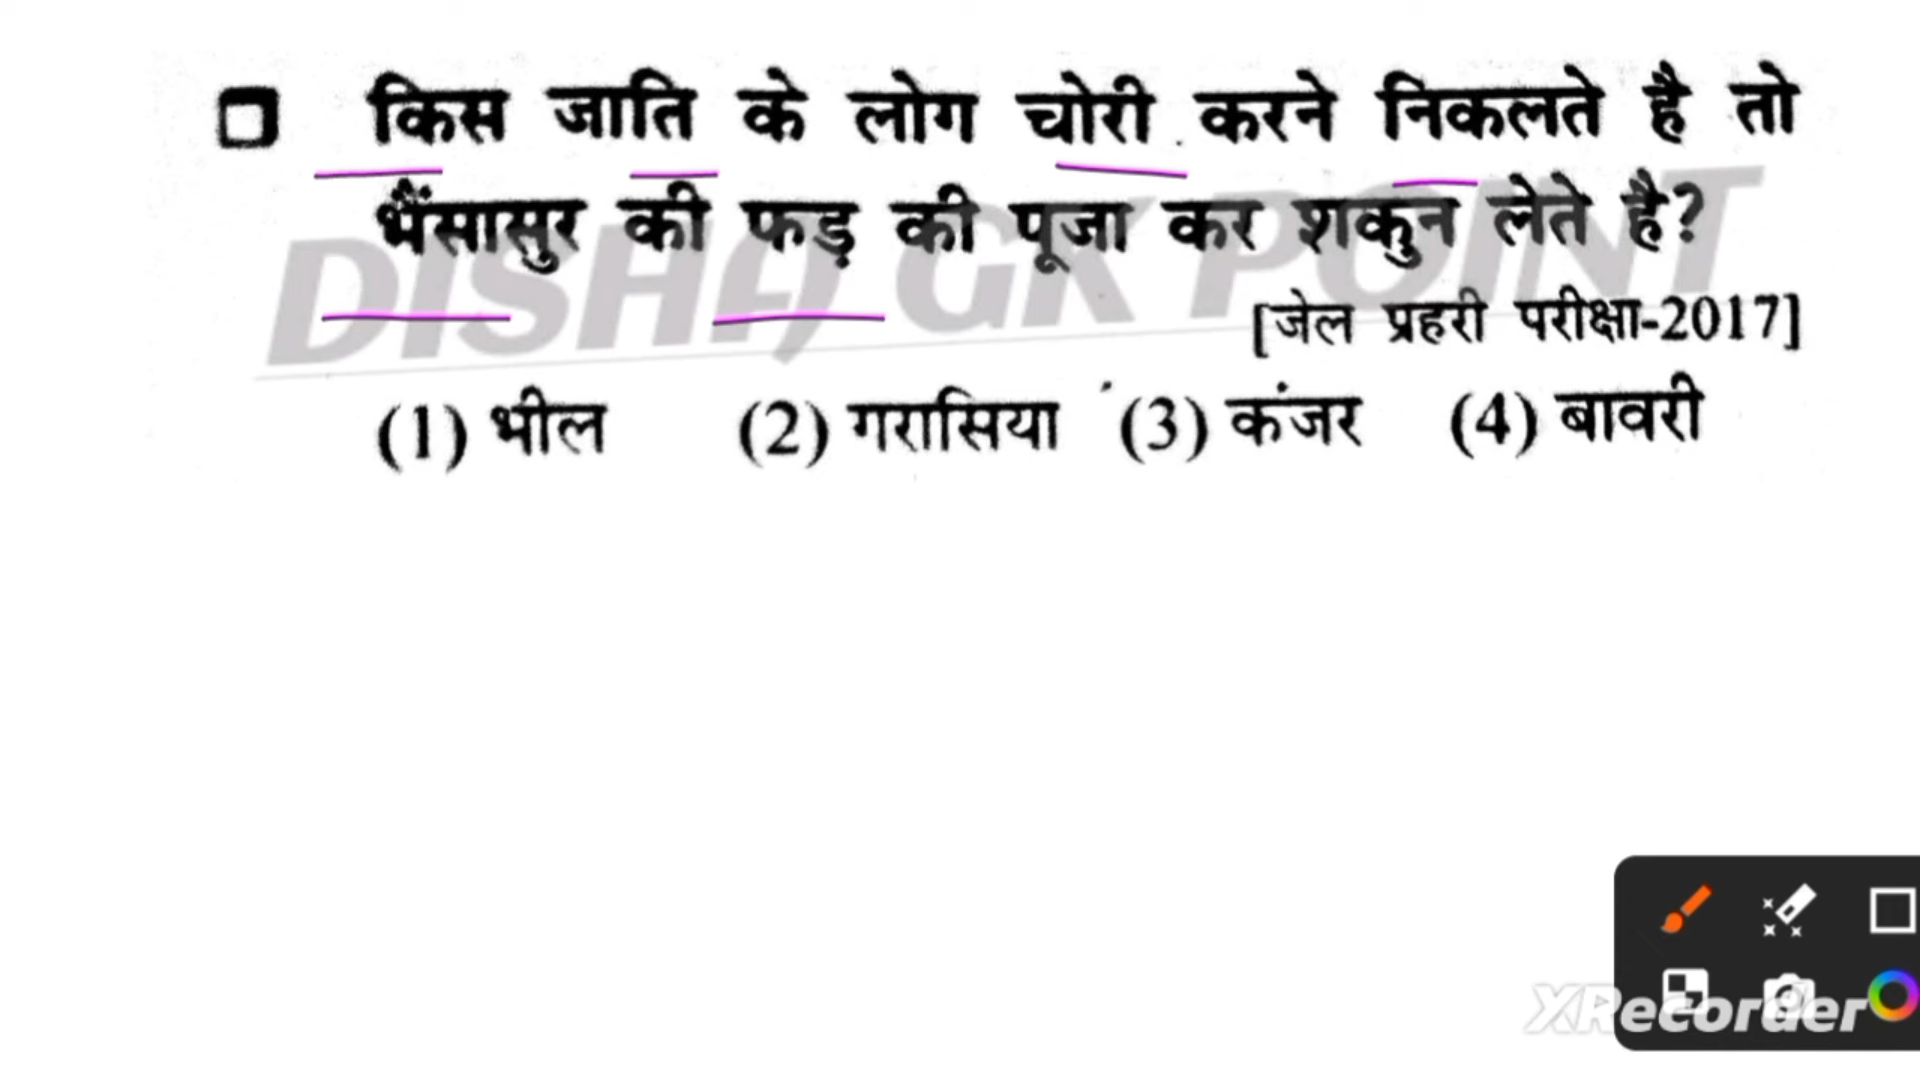 किस जाति के लोग चोरी करने निकलते है तो
भैंसासुर की फड़ की पूजा कर शकुन लेते है?
DISHA GK POINT
[जेल प्रहरी परीक्षा-2017]
(1) भील (2) गरासिया (3) कंजर (4) बावरी
XRecorder